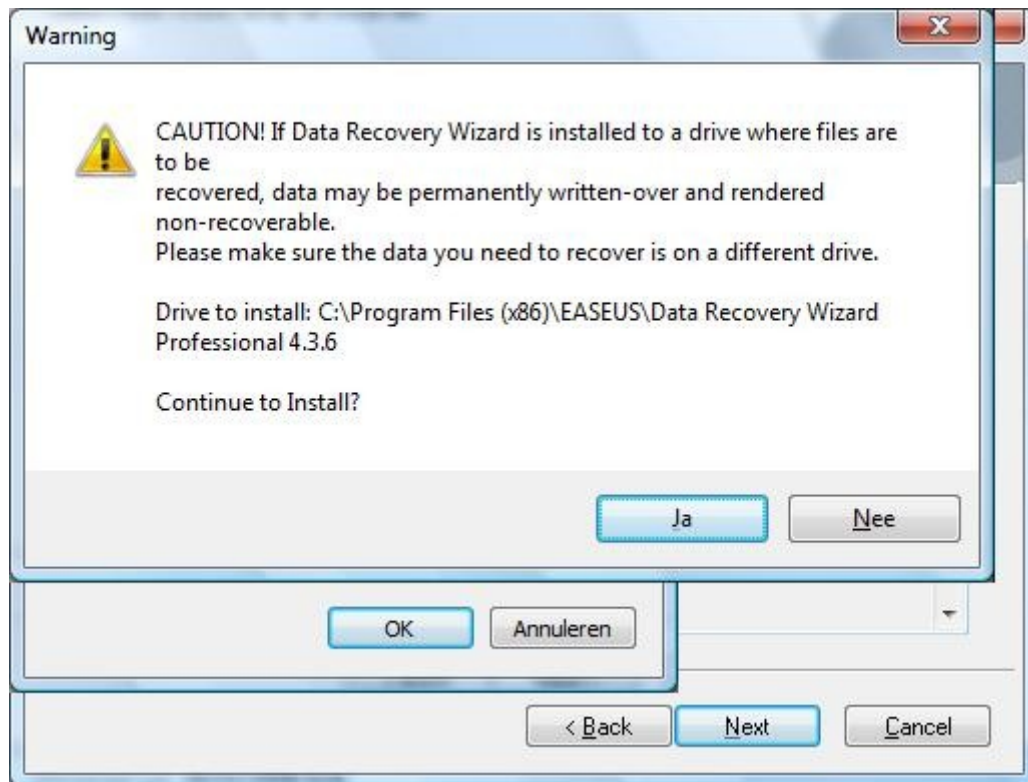 Warning
CAUTION! If Data Recovery Wizard is installed to a drive where files are
to be
recovered, data may be permanently written-over and rendered
non-recoverable.
Please make sure the data you need to recover is on a different drive.
Drive to install: C:\Program Files (x86)\EASEUS\Data Recovery Wizard
Professional 4.3.6
Continue to Install?
Ja
Nee
OK
Annuleren
< Back
Next
Cancel